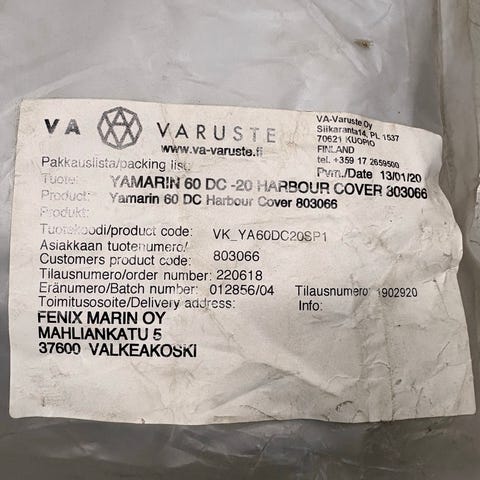 VA VARUSTE
www.va-varuste.fi
VA-Varuste Oy
Siikaranta14, PL 1537
70621 KUOPIO
FINLAND
tel. +359 17 2659500
Pakkauslista/packing list:
Pvm./Date 13/01/20
Tuote: YAMARIN 60 DC -20 HARBOUR COVER 803066
Product: Yamarin 60 DC Harbour Cover 803066
Produkt:
Tuotekoodi/product code: VK_YA60DC20SP1
Asiakkaan tuotenumero/
Customers product code: 803066
Tilausnumero/order number: 220618
Eränumero/Batch number: 012856/04 Tilausnumero: 1902920
Toimitusosoite/Delivery address: Info:
FENIX MARIN OY
MAHLIANKATU 5
37600 VALKEAKOSKI